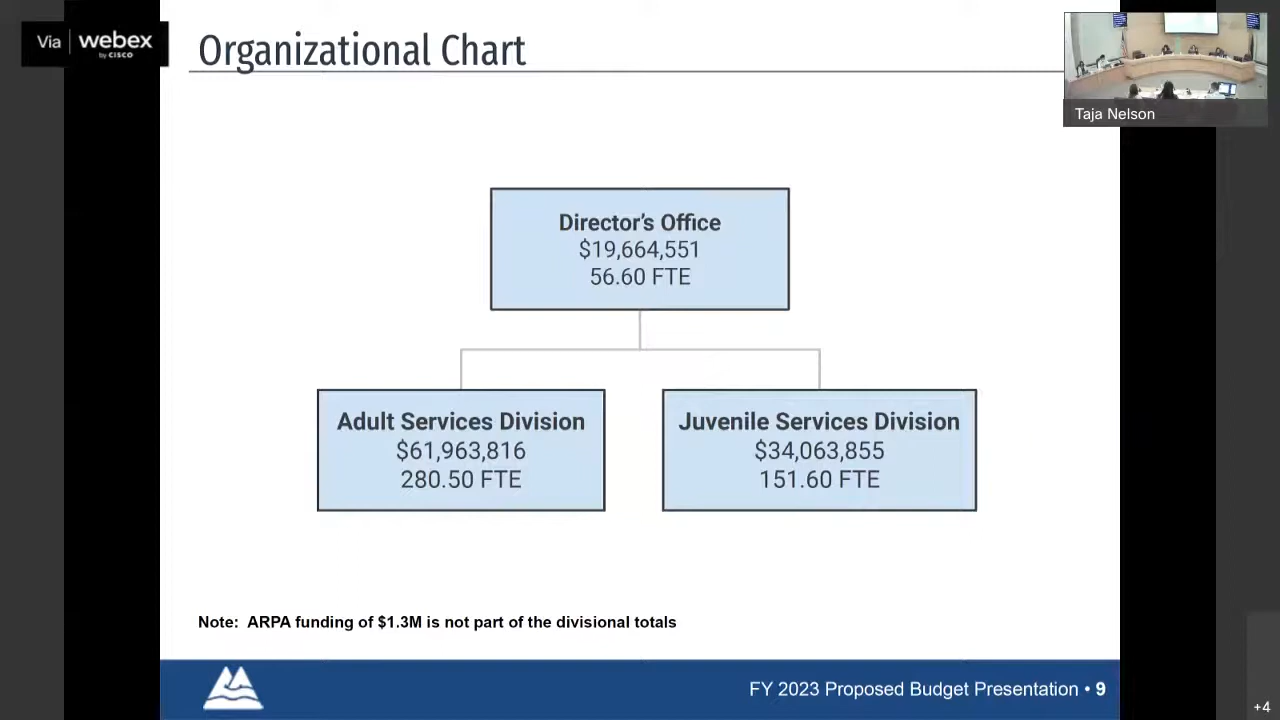 Via webex
by CISCO
Organizational Chart
Taja Nelson
Director's Office
$19,664,551
56.60 FTE
Adult Services Division
$61,963,816
280.50 FTE
Juvenile Services Division
$34,063,855
151.60 FTE
Note: ARPA funding of $1.3M is not part of the divisional totals
FY 2023 Proposed Budget Presentation • 9
+4